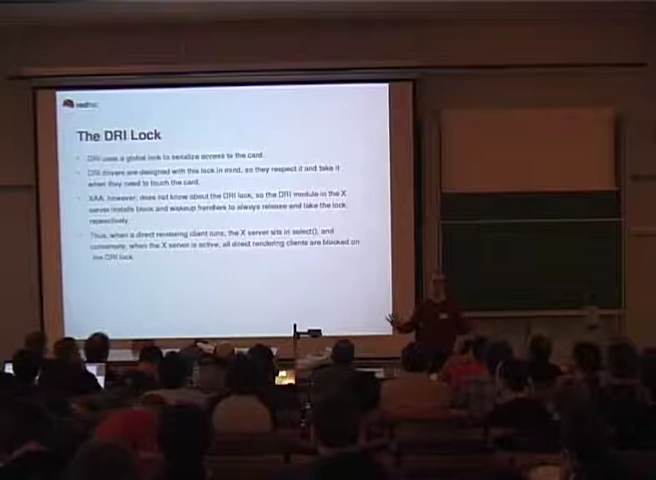 redhat
The DRI Lock
DRI uses a global lock to serialize access to the card.
DRI drivers are designed with this lock in mind, so they respect it and take it
when they need to touch the card.
XAA, however, does not know about the DRI lock, so the DRI module in the X
server installs block and wakeup handlers to always release and take the lock,
respectively.
Thus, when a direct rendering client runs, the X server sits in select(), and
conversely, when the X server is active, all direct rendering clients are blocked on
the DRI lock.